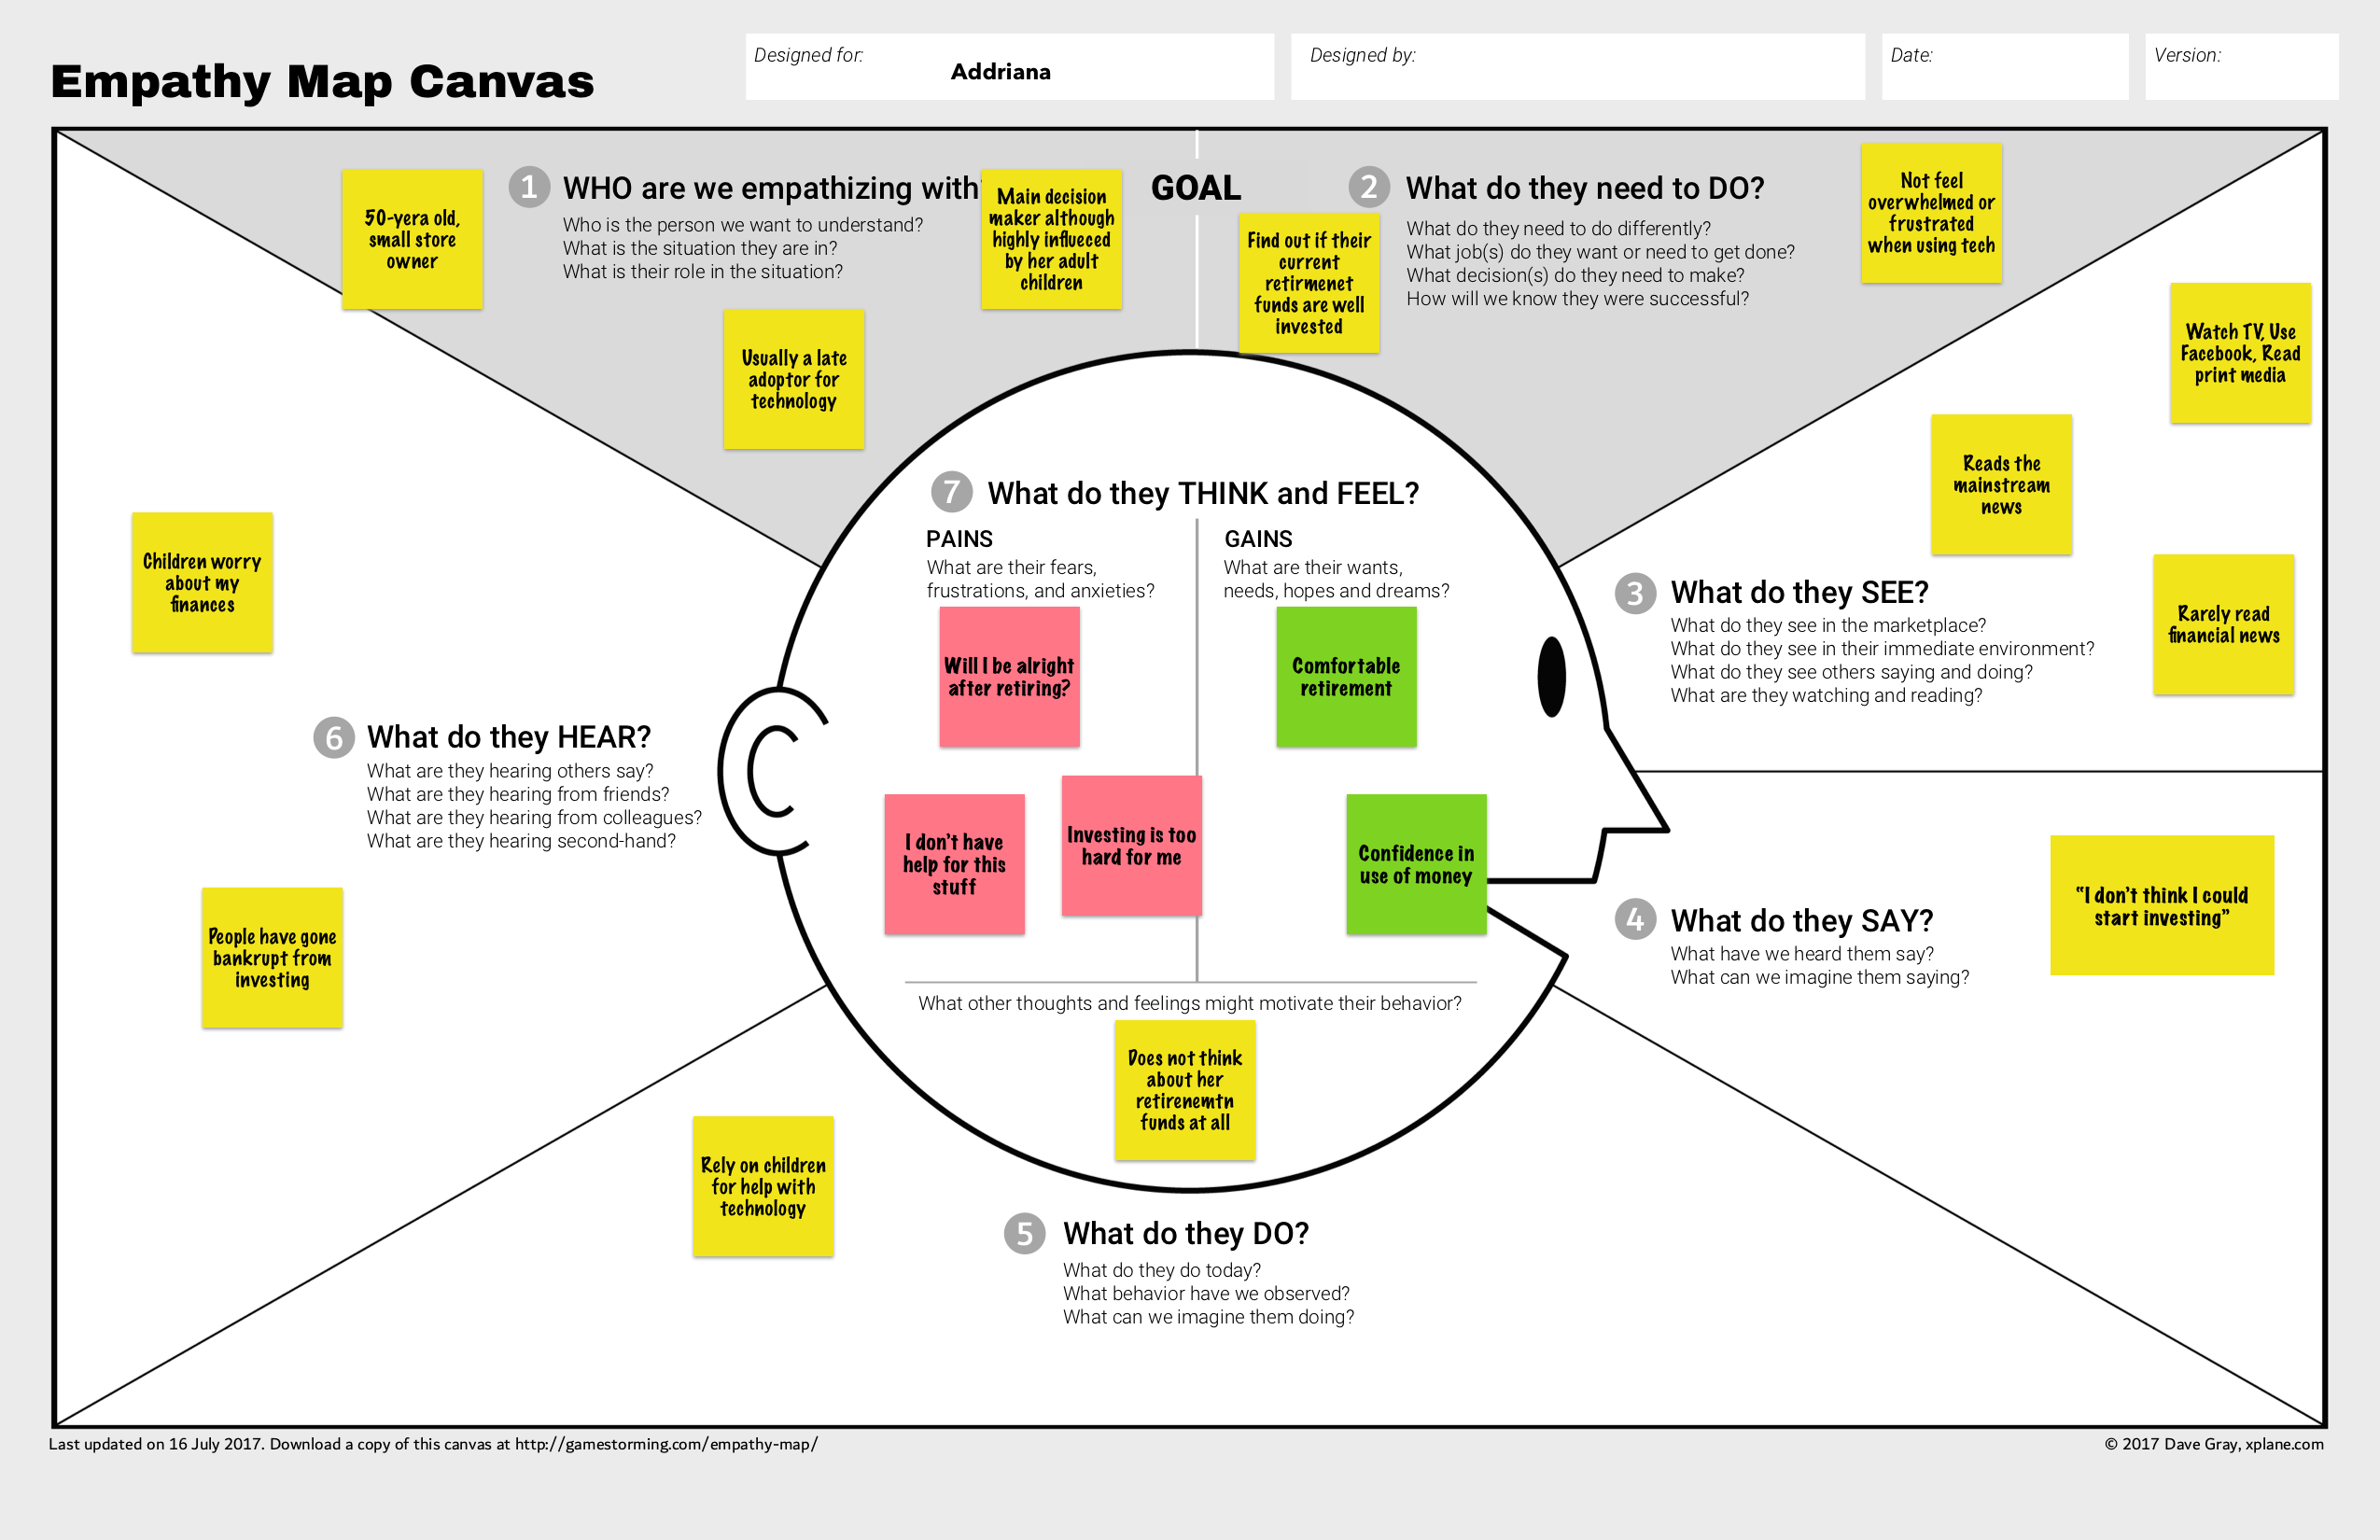 Empathy Map Canvas
Designed for:
Addriana
Designed by:
Date:
Version:
1
WHO are we empathizing with?
Who is the person we want to understand?
What is the situation they are in?
What is their role in the situation?
50-yera old,
small store
owner
Main decision
maker although
highly influeced
by her adult
children
Usually a late
adoptor for
technology
GOAL
2
What do they need to DO?
What do they need to do differently?
What job(s) do they want or need to get done?
What decision(s) do they need to make?
How will we know they were successful?
Find out if their
current
retirmenet
funds are well
invested
Not feel
overwhelmed or
frustrated
when using tech
Watch TV, Use
Facebook, Read
print media
Reads the
mainstream
news
Rarely read
financial news
3
What do they SEE?
What do they see in the marketplace?
What do they see in their immediate environment?
What do they see others saying and doing?
What are they watching and reading?
4
What do they SAY?
What have we heard them say?
What can we imagine them saying?
“I don’t think I could
start investing”
5
What do they DO?
What do they do today?
What behavior have we observed?
What can we imagine them doing?
Rely on children
for help with
technology
6
What do they HEAR?
What are they hearing others say?
What are they hearing from friends?
What are they hearing from colleagues?
What are they hearing second-hand?
Children worry
about my
finances
People have gone
bankrupt from
investing
7
What do they THINK and FEEL?
PAINS
What are their fears,
frustrations, and anxieties?
Will I be alright
after retiring?
I don’t have
help for this
stuff
Investing is too
hard for me
GAINS
What are their wants,
needs, hopes and dreams?
Comfortable
retirement
Confidence in
use of money
What other thoughts and feelings might motivate their behavior?
Does not think
about her
retirenemtn
funds at all
Last updated on 16 July 2017. Download a copy of this canvas at http://gamestorming.com/empathy-map/
© 2017 Dave Gray, xplane.com